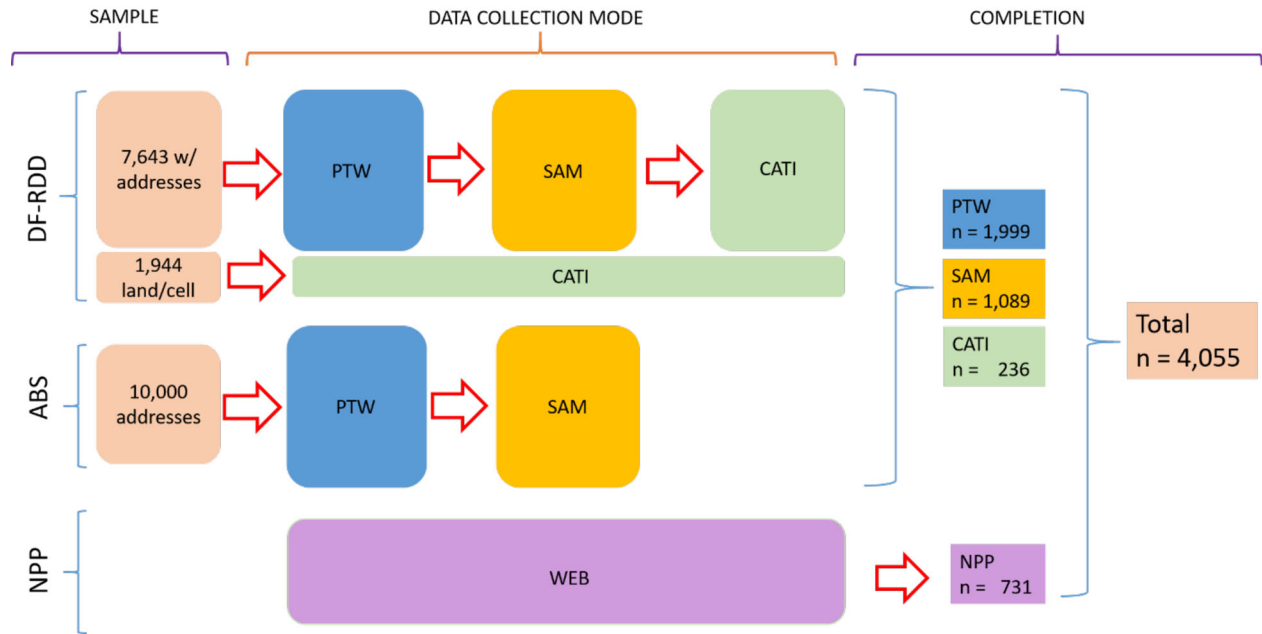 SAMPLE
DATA COLLECTION MODE
COMPLETION
DF-RDD
7,643 w/
addresses
PTW
SAM
CATI
1,944
land/cell
CATI
ABS
10,000
addresses
PTW
SAM
NPP
WEB
PTW
n = 1,999
SAM
n = 1,089
CATI
n = 236
NPP
n = 731
Total
n = 4,055